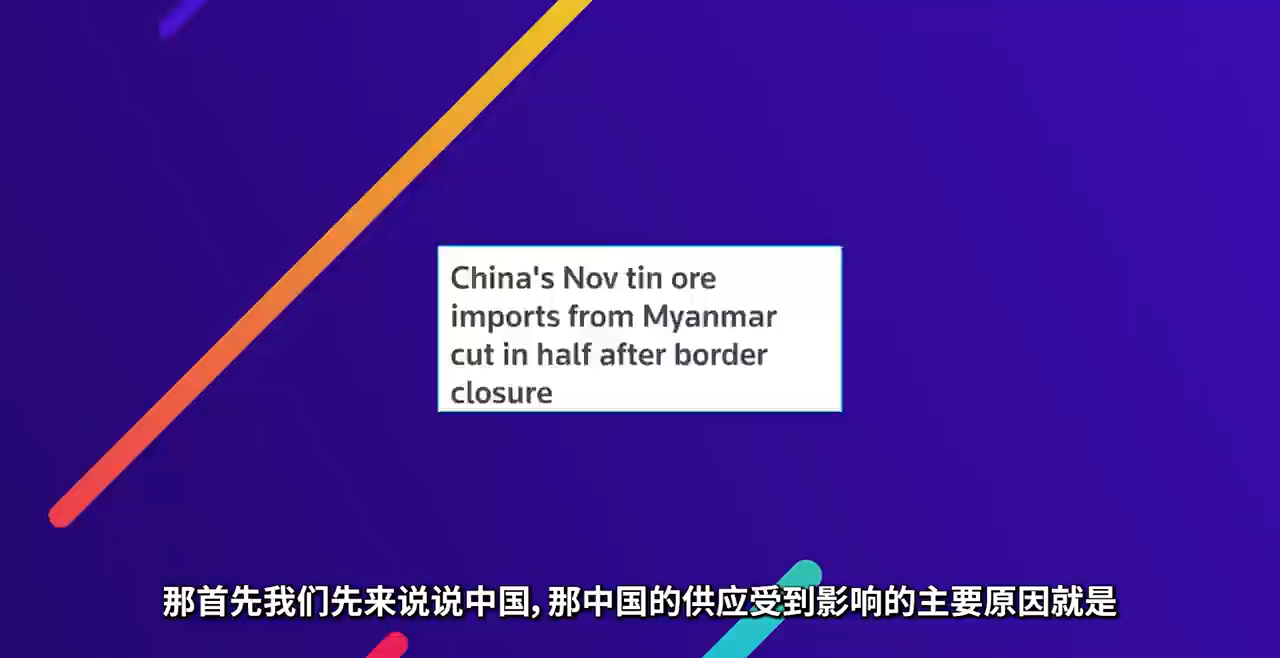 China's Nov tin ore
imports from Myanmar
cut in half after border
closure
那首先我们先来说说中国,那中国的供应受到影响的主要原因就是